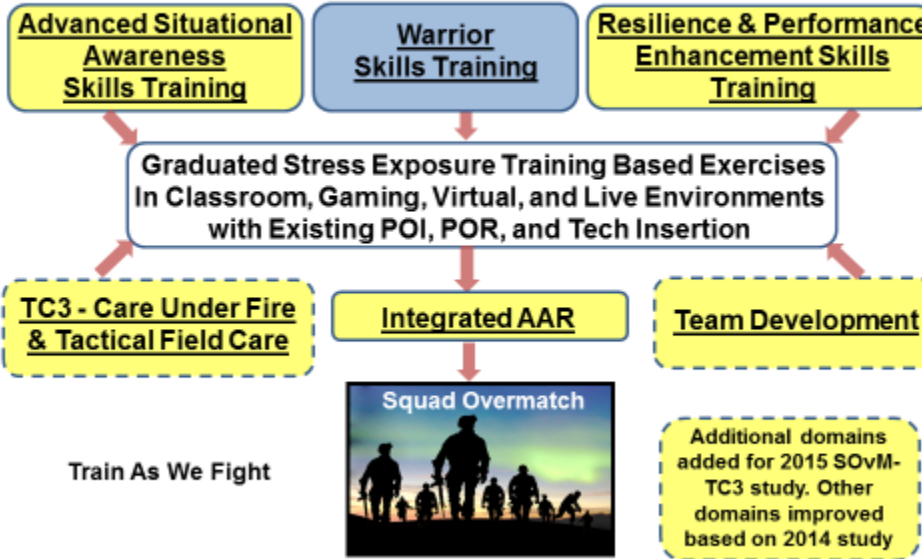 Advanced Situational
Awareness
Skills Training
Warrior
Skills Training
Resilience & Performance
Enhancement Skills
Training
Graduated Stress Exposure Training Based Exercises
In Classroom, Gaming, Virtual, and Live Environments
with Existing POI, POR, and Tech Insertion
TC3 - Care Under Fire
& Tactical Field Care
Integrated AAR
Team Development
Squad Overmatch
Train As We Fight
Additional domains
added for 2015 SOvM-
TC3 study. Other
domains improved
based on 2014 study